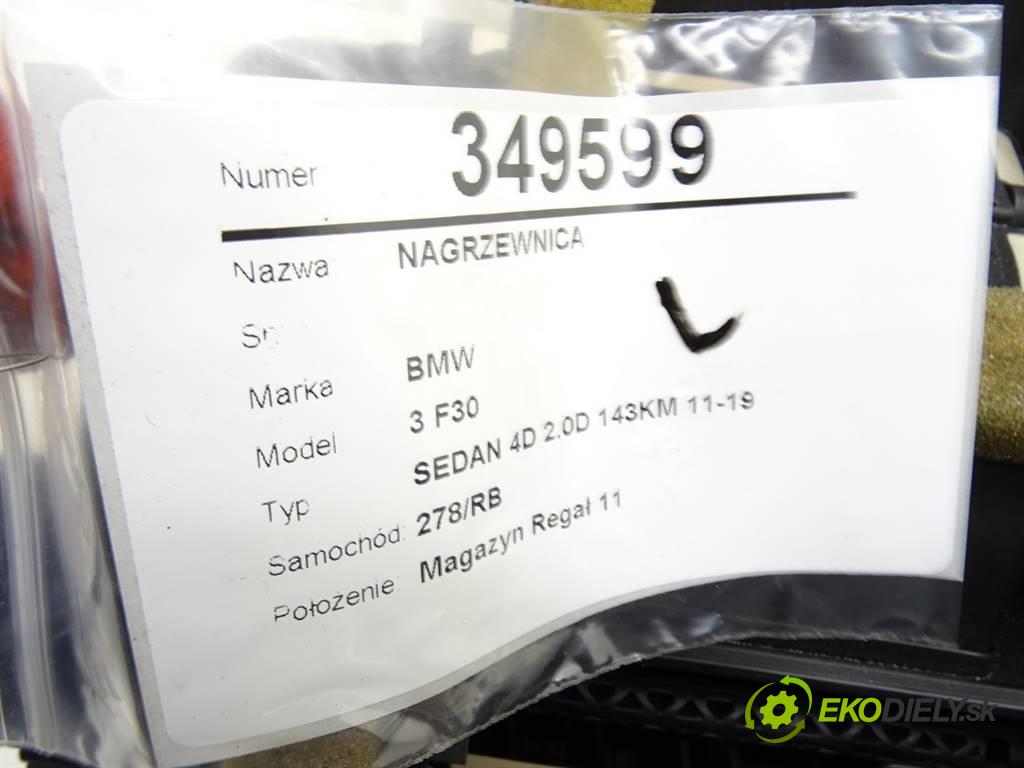 Numer 349599
Nazwa: NAGRZEWNICA
Sn:
Marka BMW
Model: 3 F30
Typ SEDAN 4D 2.0D 143KM 11-19
Samochód: 278/RB
Położenie: Magazyn Regał 11
L
EKODIELY.sk